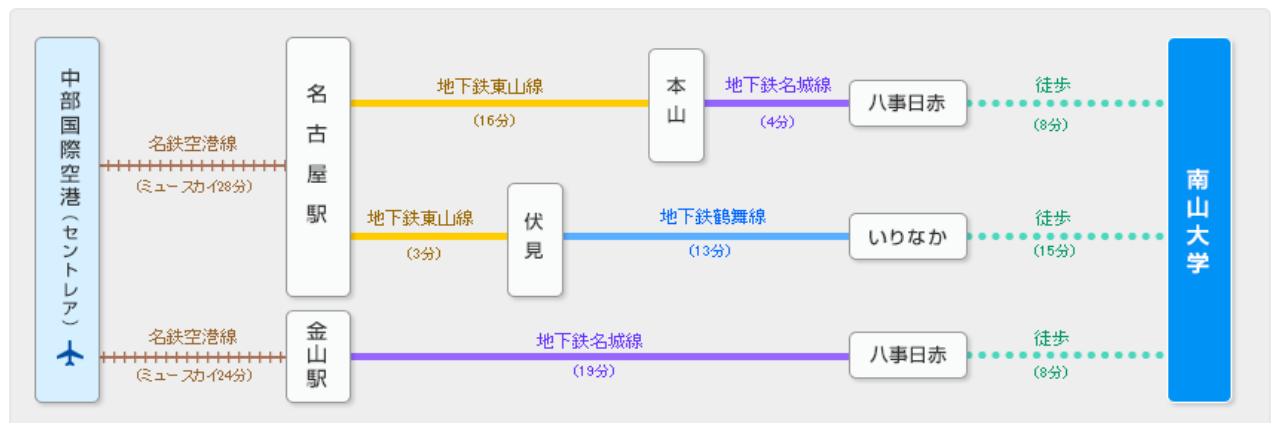 中部国際空港(セントレア)
名鉄空港線
(ミュースカイ28分)
名古屋駅
地下鉄東山線
(16分)
本山
地下鉄名城線
(4分)
八事日赤
徒歩
(8分)
地下鉄東山線
(3分)
伏見
地下鉄鶴舞線
(13分)
いりなか
徒歩
(15分)
名鉄空港線
(ミュースカイ24分)
金山駅
地下鉄名城線
(19分)
八事日赤
徒歩
(8分)
南山大学